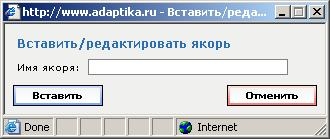 http://www.adaptika.ru - Вставить/реда...
Вставить/редактировать якорь
Имя якоря:
Вставить
Отменить
Done
Internet